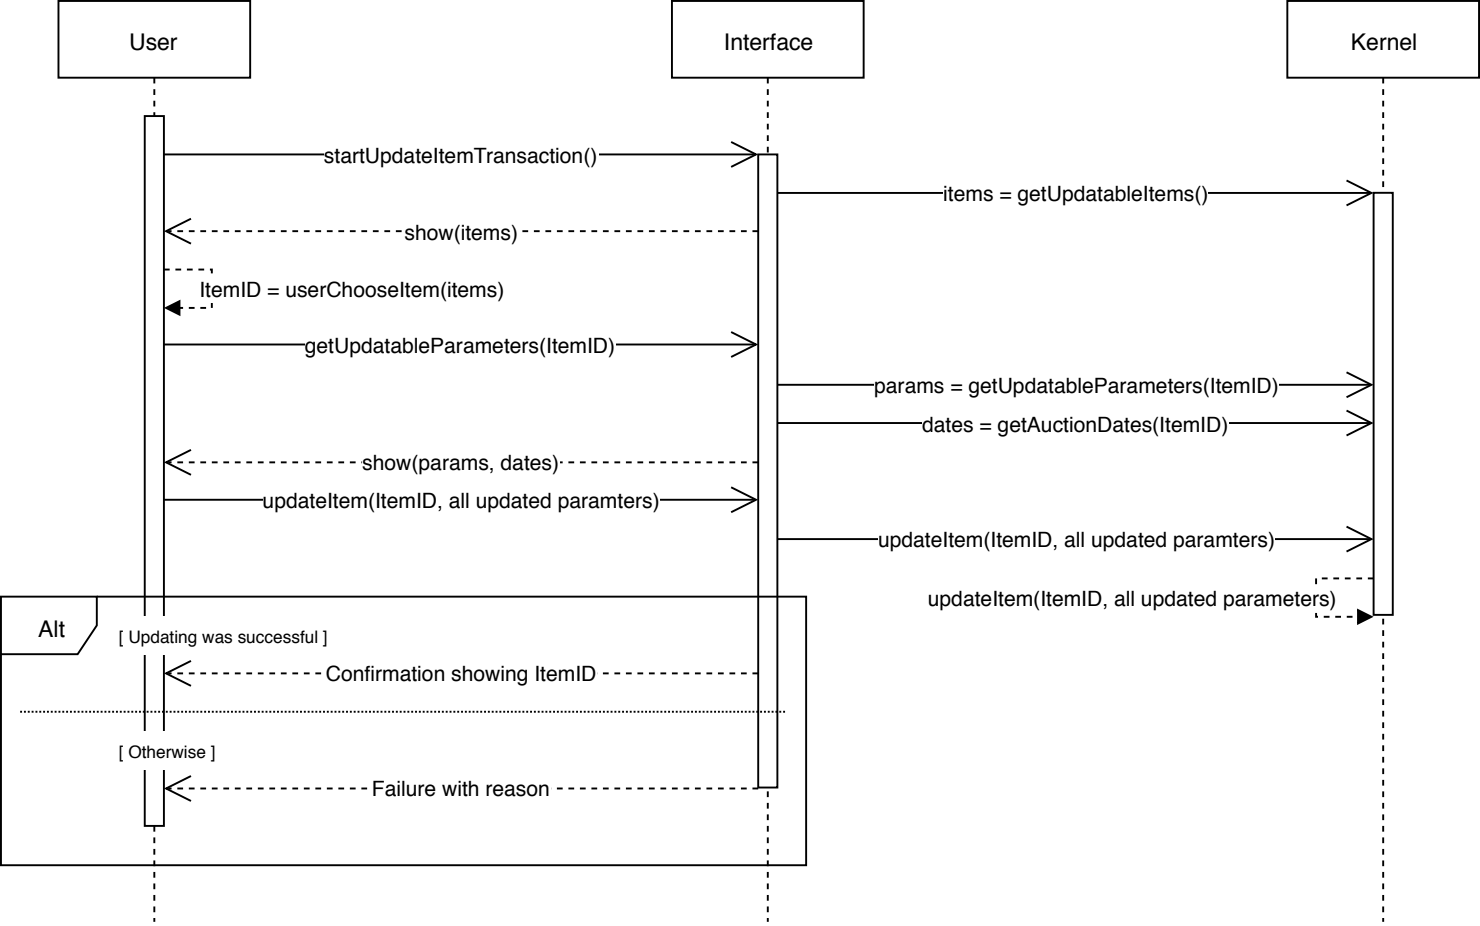 User
Interface
Kernel
startUpdateItemTransaction()
items = getUpdatableItems()
show(items)
ItemID = userChooseItem(items)
getUpdatableParameters(ItemID)
params = getUpdatableParameters(ItemID)
dates = getAuctionDates(ItemID)
show(params, dates)
updateItem(ItemID, all updated paramters)
updateItem(ItemID, all updated paramters)
updateItem(ItemID, all updated parameters)
Alt
[ Updating was successful ]
Confirmation showing ItemID
[ Otherwise ]
Failure with reason